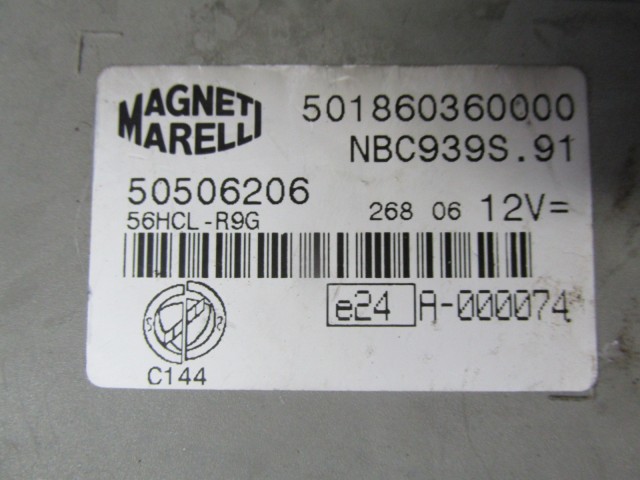 MAGNETI
MARELLI
501860360000
NBC939S.91
50506206
56HCL-R9G
268 06 12V=
e24 A-000074
C144